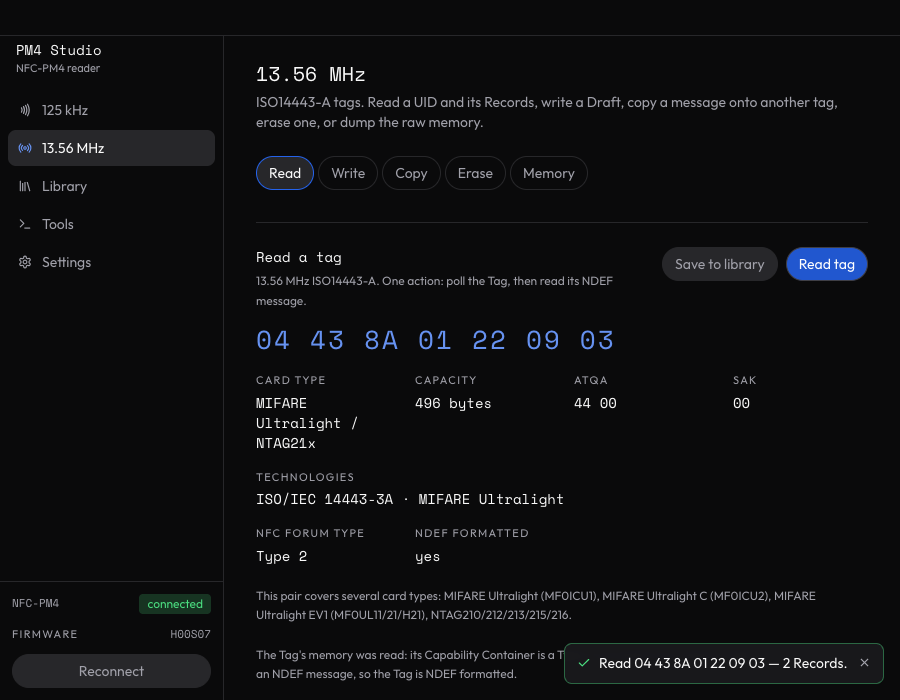 PM4 Studio
NFC-PM4 reader
125 kHz
13.56 MHz
Library
Tools
Settings
NFC-PM4
connected
FIRMWARE
H00S07
Reconnect
13.56 MHz
ISO14443-A tags. Read a UID and its Records, write a Draft, copy a message onto another tag,
erase one, or dump the raw memory.
Read
Write
Copy
Erase
Memory
Read a tag
13.56 MHz ISO14443-A. One action: poll the Tag, then read its NDEF
message.
Save to library
Read tag
04 43 8A 01 22 09 03
CARD TYPE
MIFARE
Ultralight /
NTAG21x
CAPACITY
496 bytes
ATQA
44 00
SAK
00
TECHNOLOGIES
ISO/IEC 14443-3A · MIFARE Ultralight
NFC FORUM TYPE
Type 2
NDEF FORMATTED
yes
This pair covers several card types: MIFARE Ultralight (MF0ICU1), MIFARE Ultralight C (MF0ICU2), MIFARE
Ultralight EV1 (MF0UL11/21/H21), NTAG210/212/213/215/216.
The Tag's memory was read: its Capability Container is a
an NDEF message, so the Tag is NDEF formatted.
Read 04 43 8A 01 22 09 03 — 2 Records.